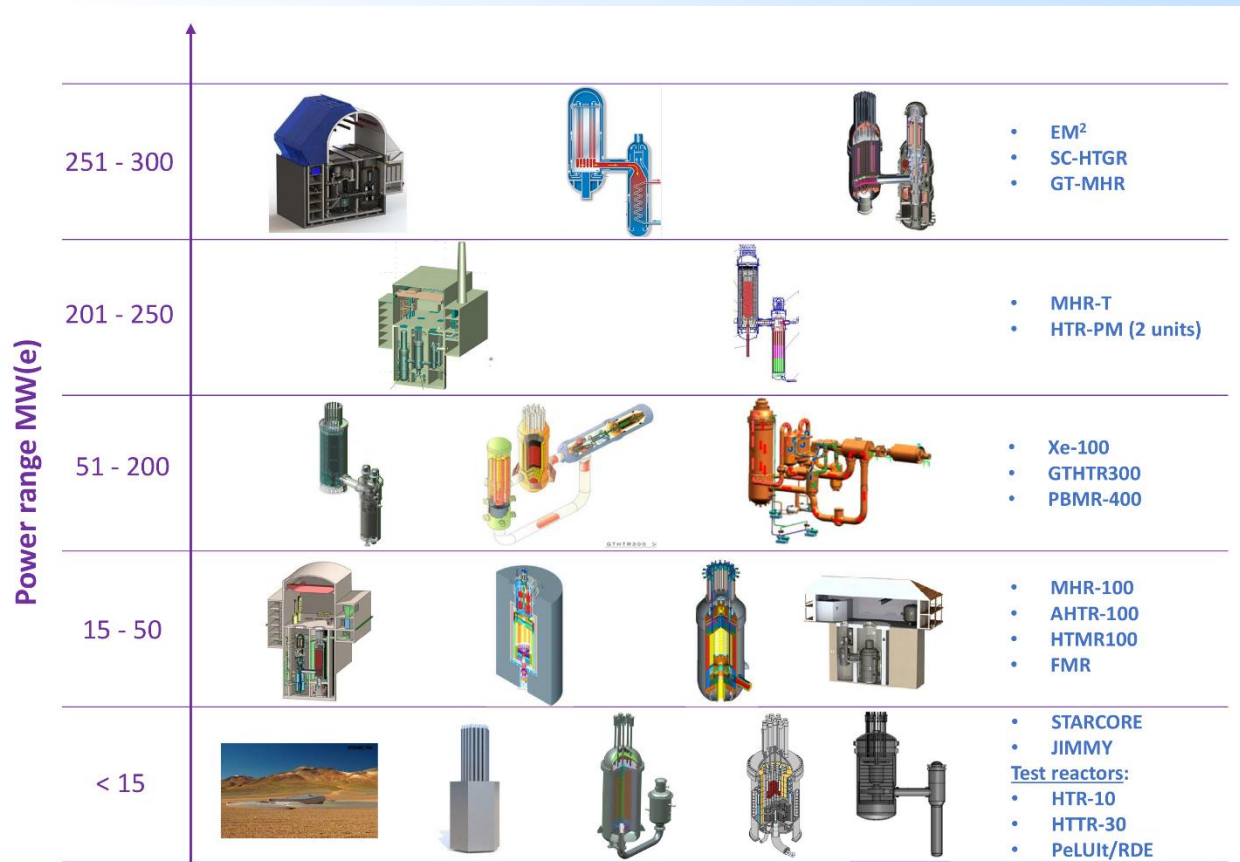 Power range MW(e)
251 - 300
• EM²
• SC-HTGR
• GT-MHR
201 - 250
• MHR-T
• HTR-PM (2 units)
51 - 200
GTHTR300
• Xe-100
• GTHTR300
• PBMR-400
15 - 50
• MHR-100
• AHTR-100
• HTMR100
• FMR
< 15
• STARCORE
• JIMMY
Test reactors:
• HTR-10
• HTTR-30
• PeLUIt/RDE